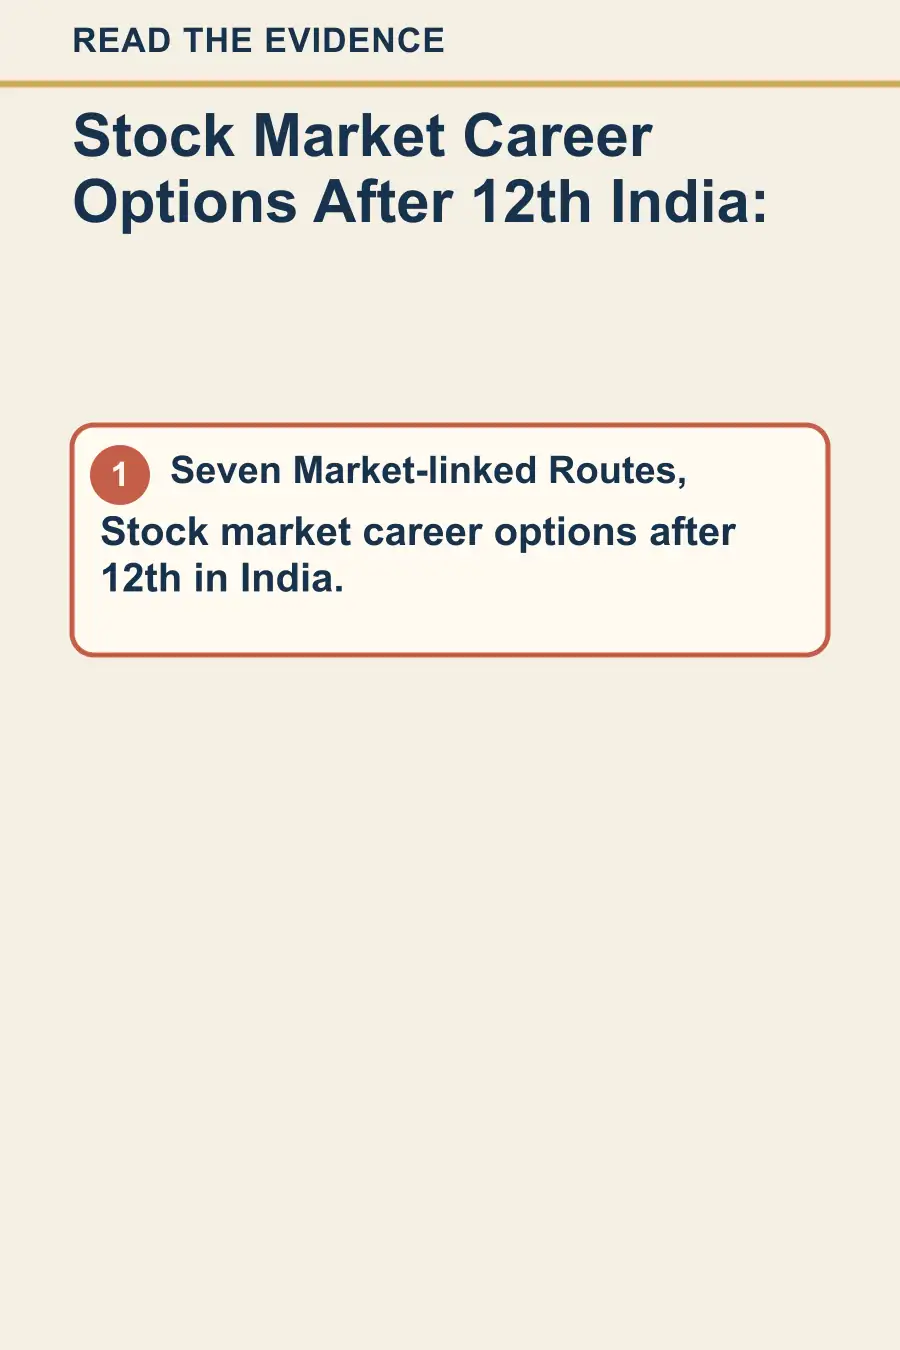 READ THE EVIDENCE
Stock Market Career
Options After 12th India:
1 Seven Market-linked Routes,
Stock market career options after
12th in India.